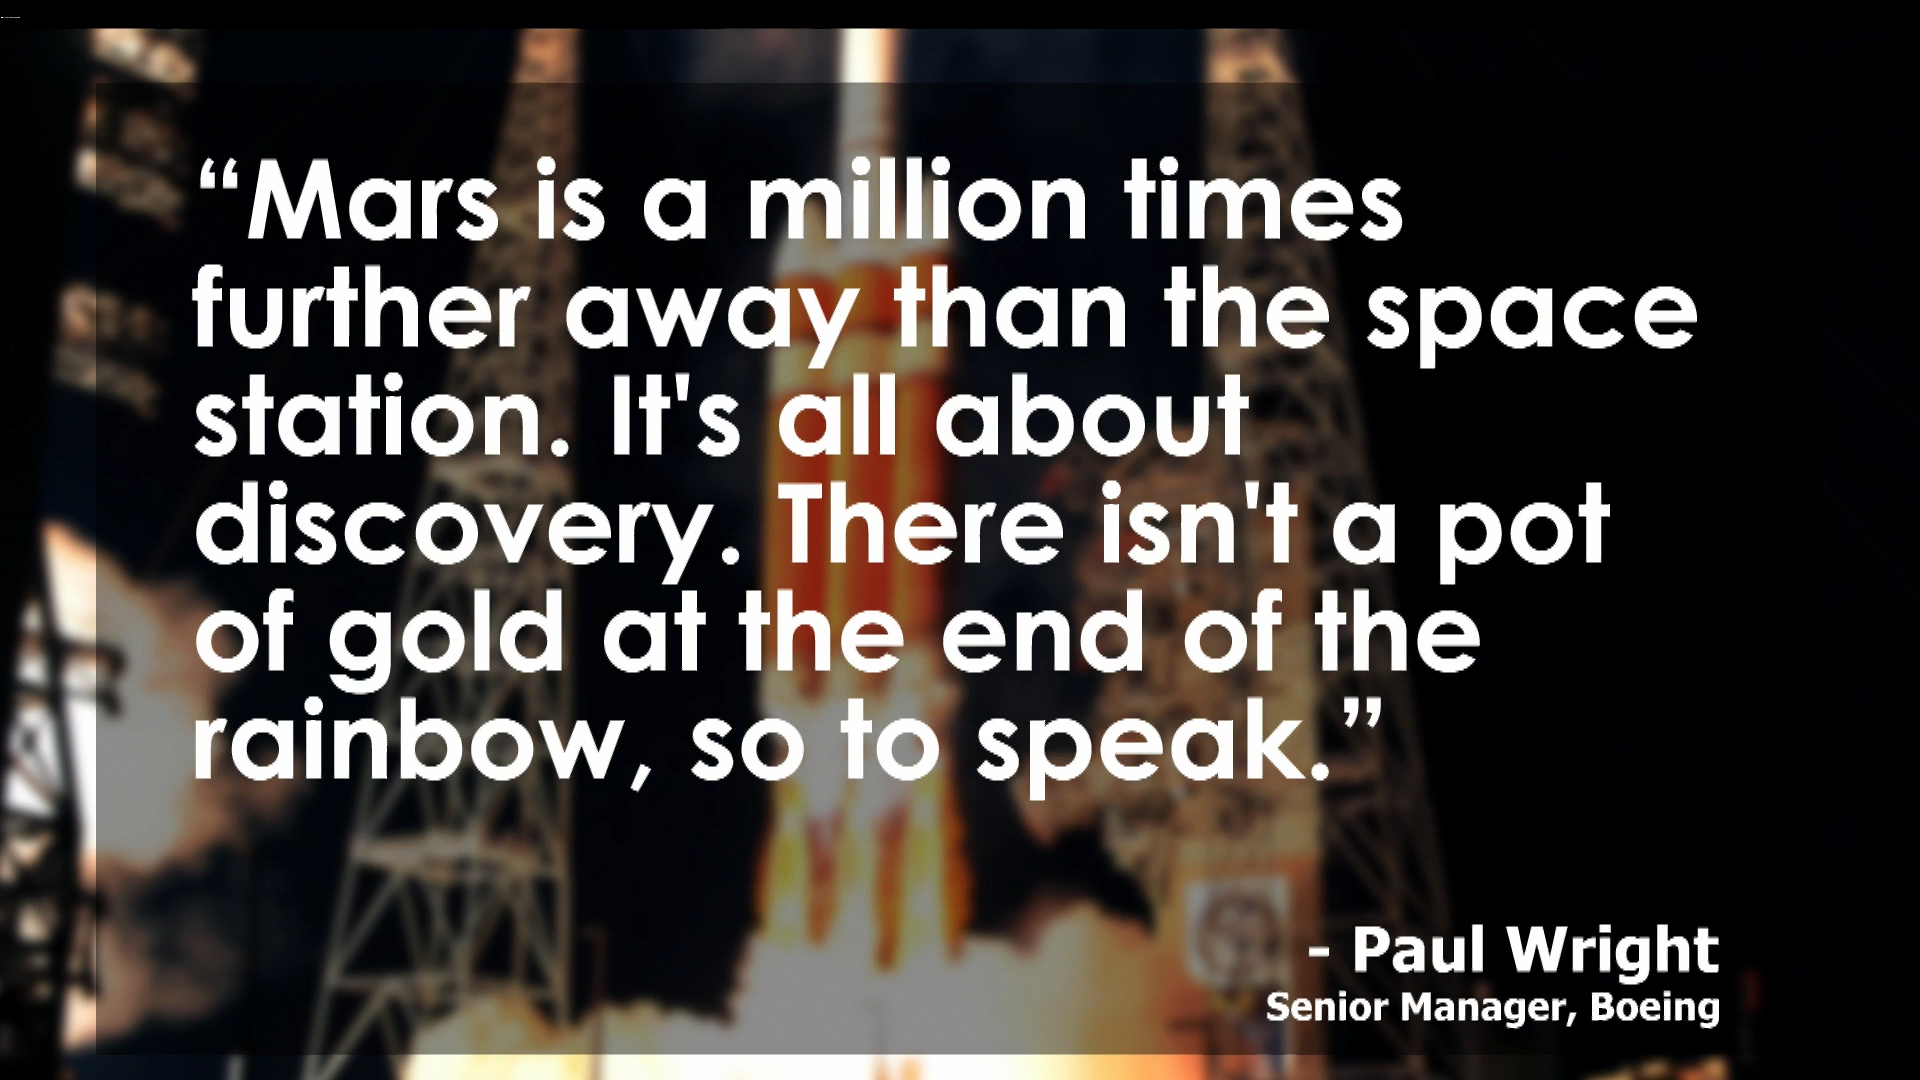 “Mars is a million times
further away than the space
station. It's all about
discovery. There isn't a pot
of gold at the end of the
rainbow, so to speak.”
- Paul Wright
Senior Manager, Boeing